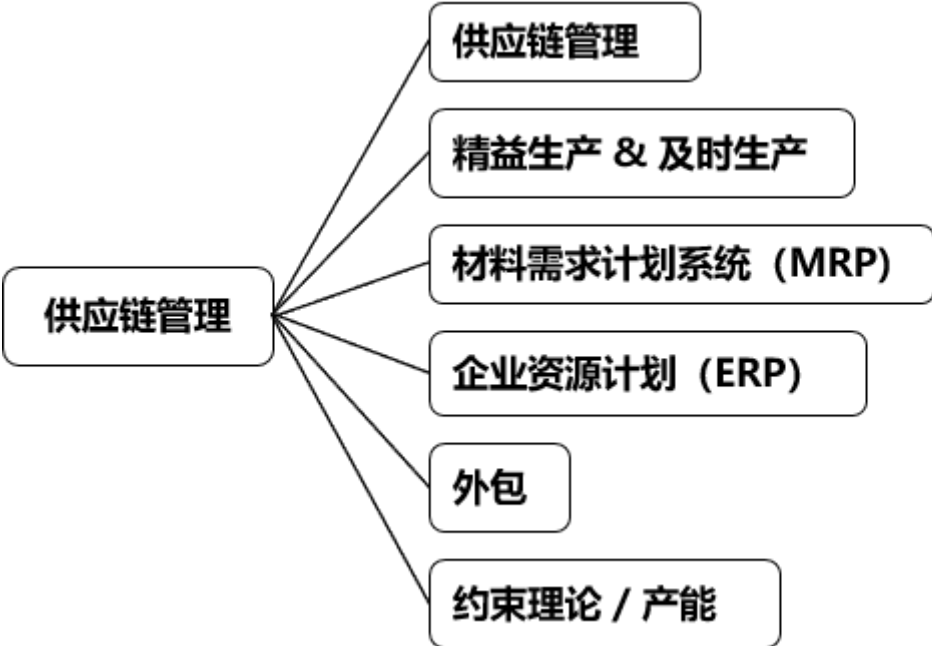 供应链管理
精益生产 & 及时生产
材料需求计划系统（MRP）
供应链管理
企业资源计划（ERP）
外包
约束理论 / 产能